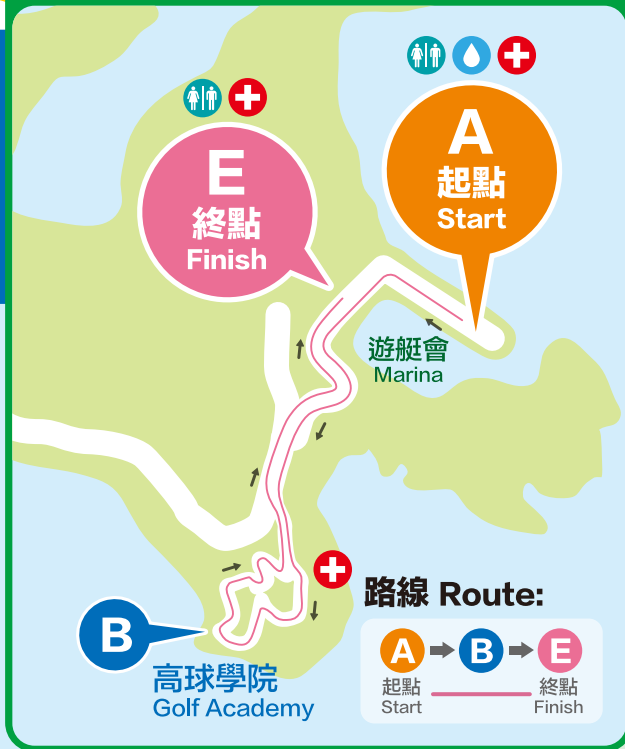 A
起點
Start
E
終點
Finish
遊艇會
Marina
B
高球學院
Golf Academy
路線 Route:
A B E
起點 終點
Start Finish